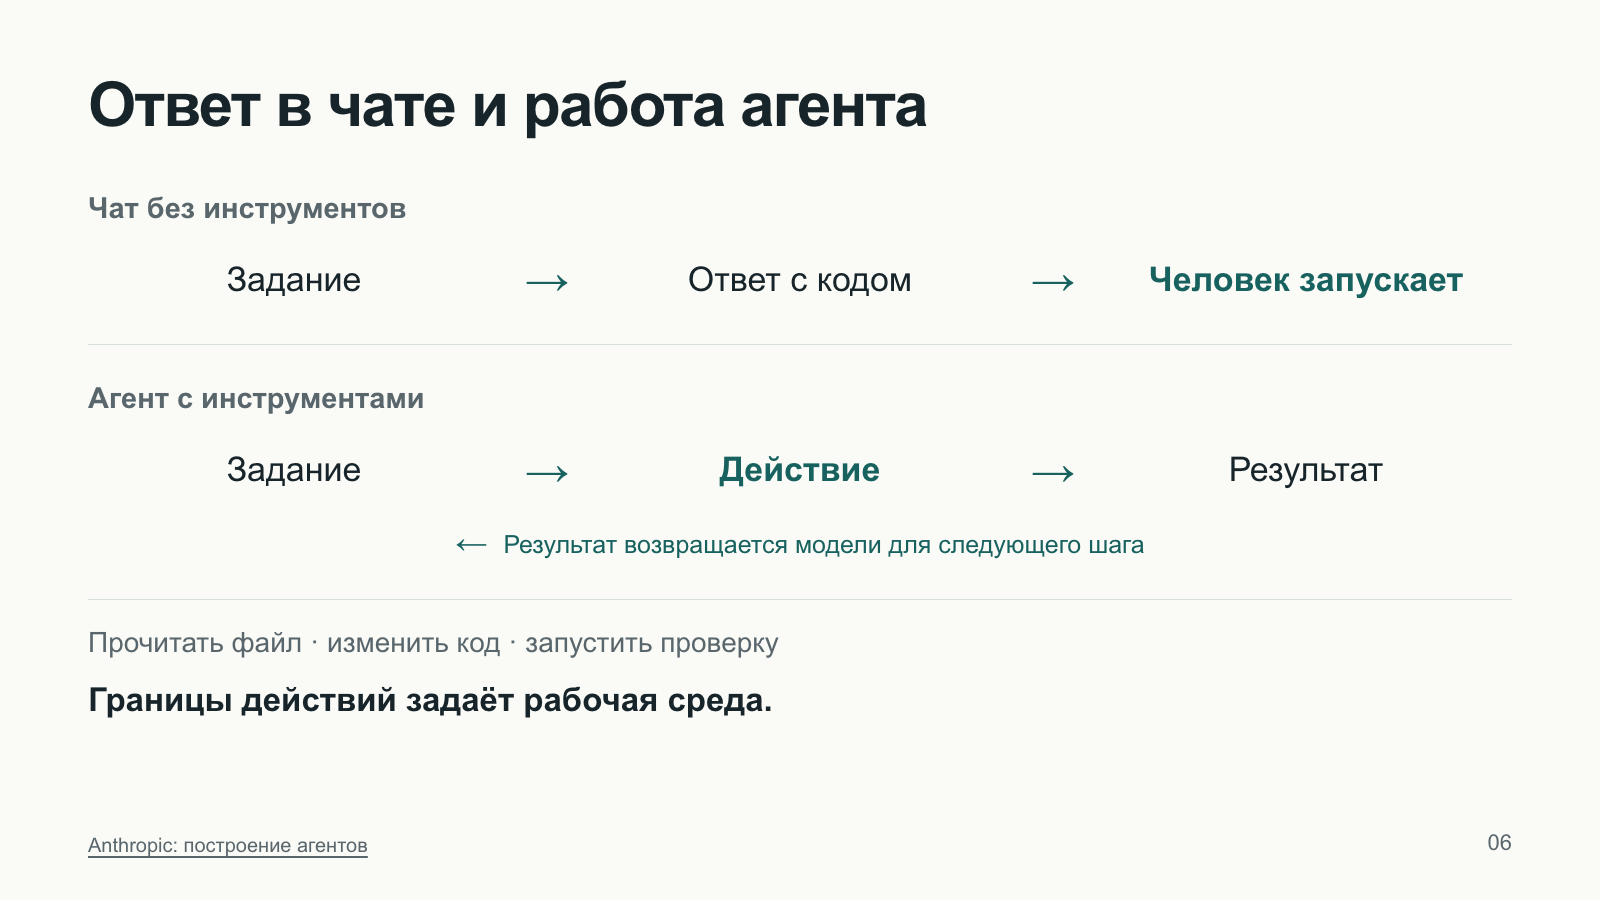 Ответ в чате и работа агента
Чат без инструментов
Задание → Ответ с кодом → Человек запускает
Агент с инструментами
Задание → Действие → Результат
← Результат возвращается модели для следующего шага
Прочитать файл · изменить код · запустить проверку
Границы действий задаёт рабочая среда.
Anthropic: построение агентов
06